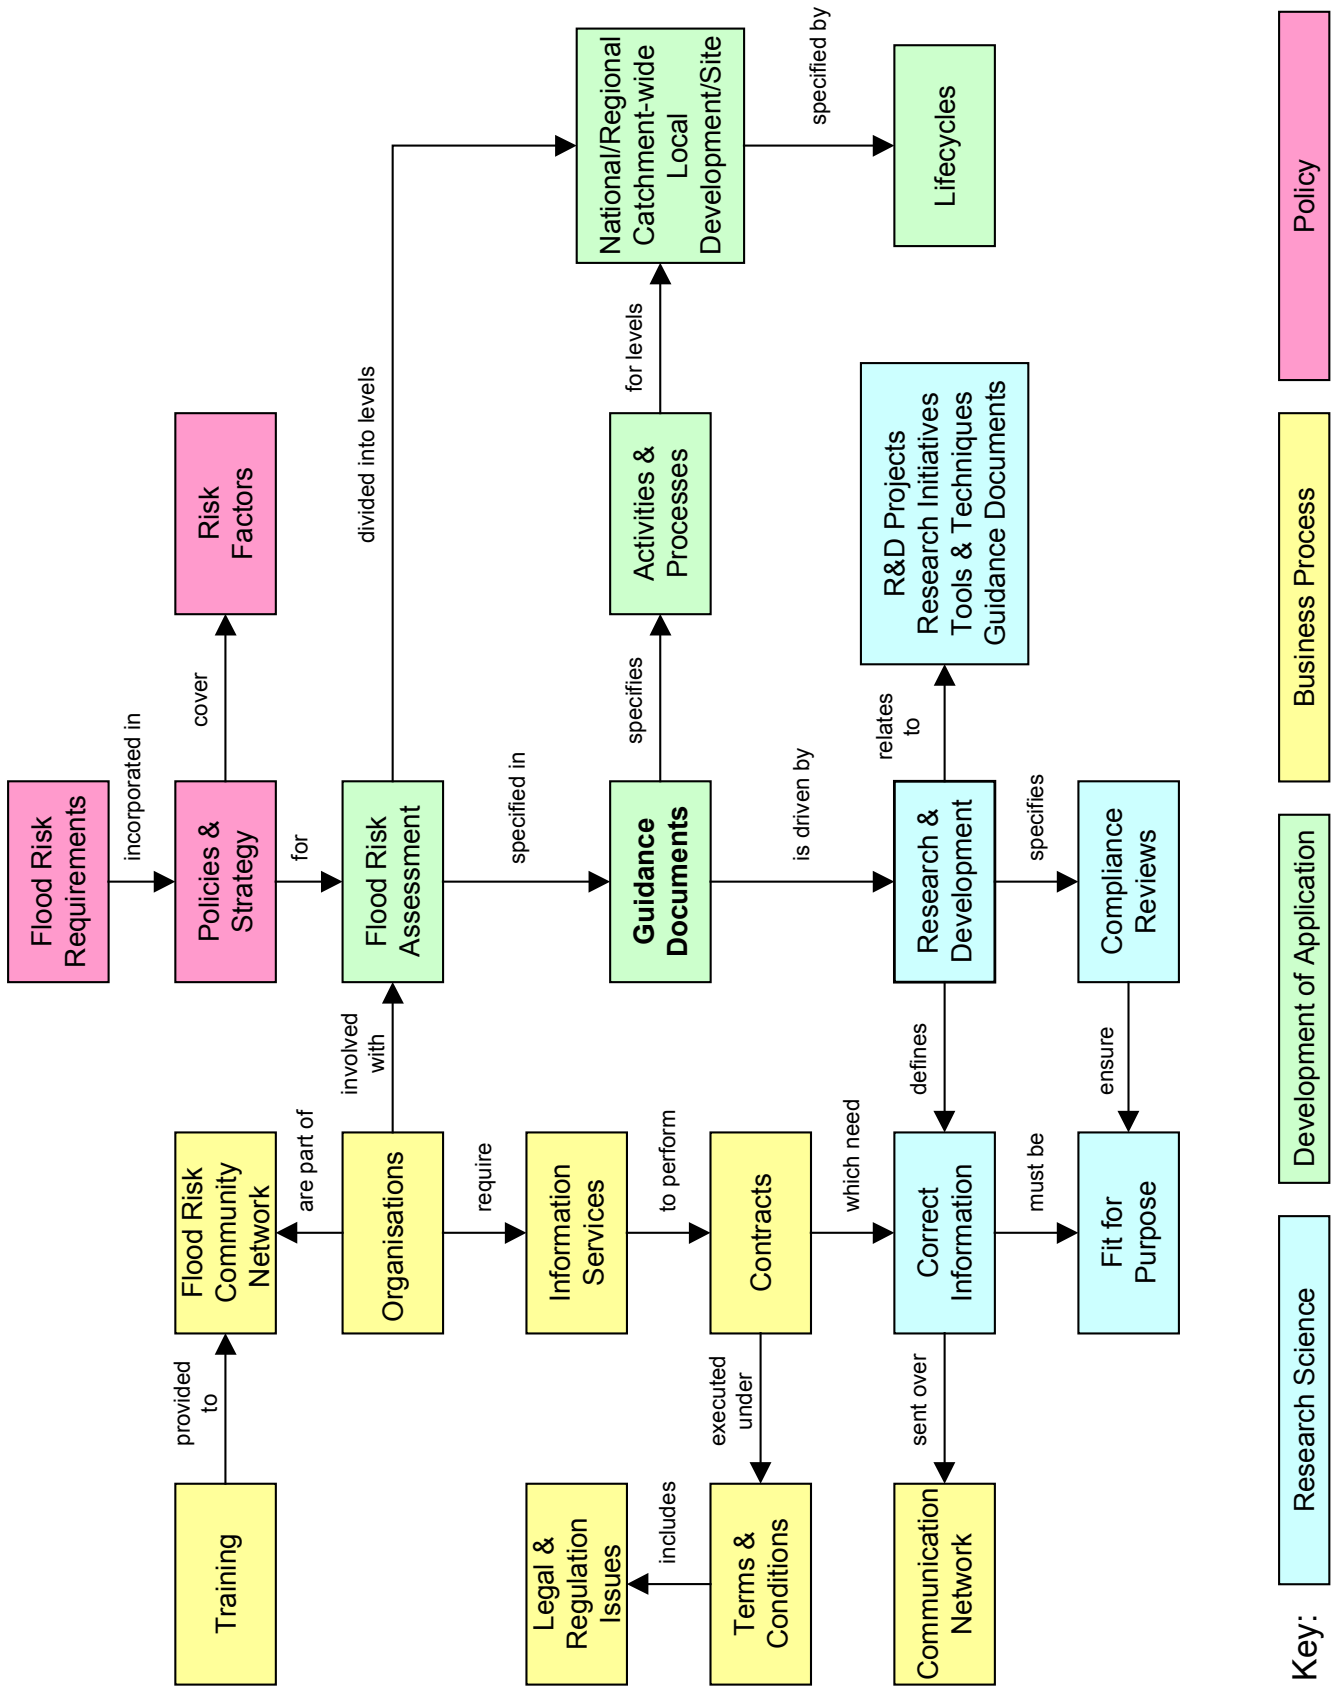 Flood Risk
Requirements
incorporated in
Training
provided
to
Flood Risk
Community
Network
Policies &
Strategy
cover
Risk
Factors
are part of
for
Organisations
involved
with
Flood Risk
Assessment
divided into levels
require
specified in
Legal &
Regulation
Issues
Information
Services
includes
to perform
Guidance
Documents
specifies
Activities &
Processes
for levels
National/Regional
Catchment-wide
Local
Development/Site
Terms &
Conditions
executed
under
Contracts
which need
is driven by
specified by
Communication
Network
sent over
Correct
Information
defines
Research &
Development
relates
to
R&D Projects
Research Initiatives
Tools & Techniques
Guidance Documents
Lifecycles
must be
specifies
Fit for
Purpose
ensure
Compliance
Reviews
Key:
Research Science
Development of Application
Business Process
Policy